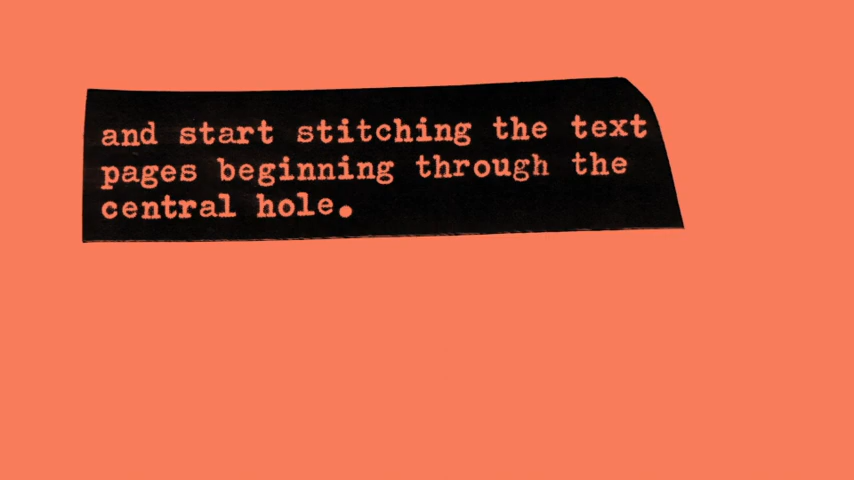 and start stitching the text
pages beginning through the
central hole.